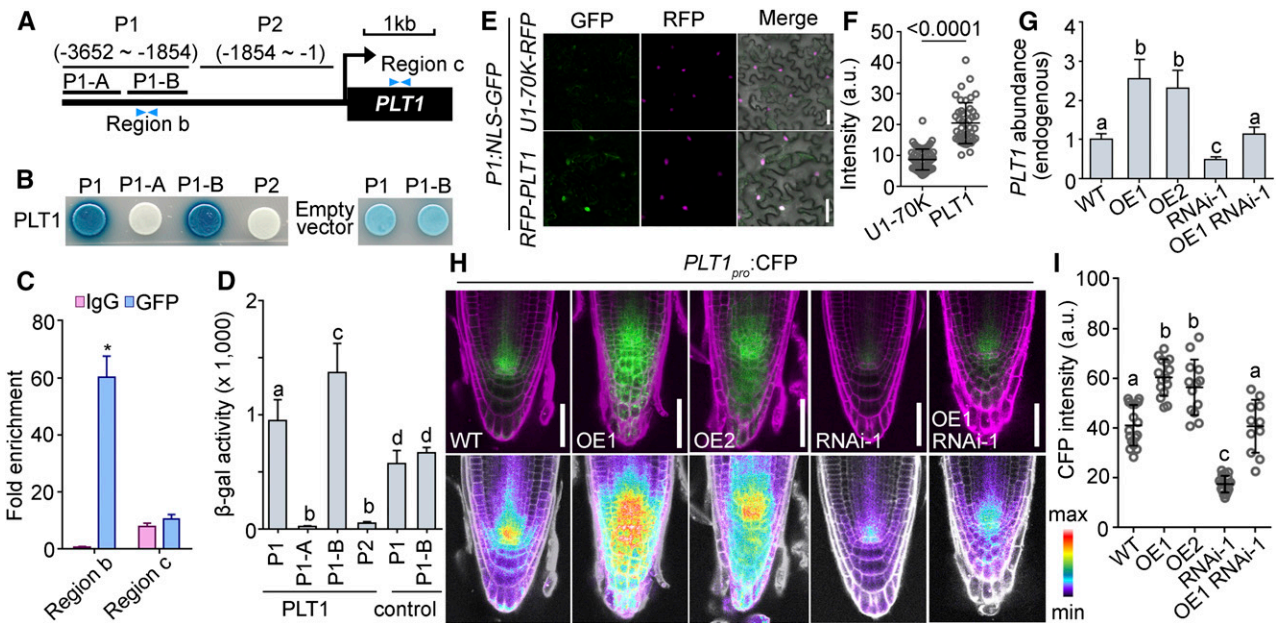 A
P1
P2
(-3652 ~ -1854)
(-1854 ~ -1)
P1-A
P1-B
Region b
1kb
Region c
PLT1
B
P1
P1-A
P1-B
P2
PLT1
Empty
vector
P1
P1-B
C
IgG
GFP
Fold enrichment
80
60
40
20
0
*
Region b
Region c
D
β-gal activity (x 1,000)
2
1
0
a
b
c
b
d
d
P1
P1-A
P1-B
P2
P1
P1-B
PLT1
control
E
GFP
RFP
Merge
P1:NLS-GFP
U1-70K-RFP
RFP-PLT1
F
<0.0001
Intensity (a.u.)
50
40
30
20
10
0
U1-70K
PLT1
G
PLT1 abundance
(endogenous)
4
3
2
1
0
a
b
b
c
a
WT
OE1
OE2
RNAi-1
OE1 RNAi-1
H
PLT1pro:CFP
WT
OE1
OE2
RNAi-1
OE1
RNAi-1
max
min
I
CFP intensity (a.u.)
100
80
60
40
20
0
a
b
b
c
a
WT
OE1
OE2
RNAi-1
OE1 RNAi-1